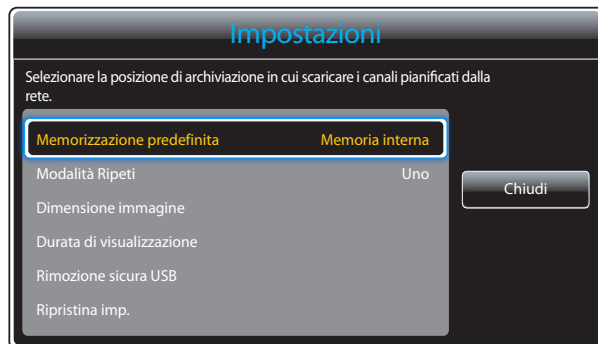 Impostazioni
Selezionare la posizione di archiviazione in cui scaricare i canali pianificati dalla
rete.
Memorizzazione predefinita Memoria interna
Modalità Ripeti Uno
Dimensione immagine
Durata di visualizzazione
Rimozione sicura USB
Ripristina imp.
Chiudi